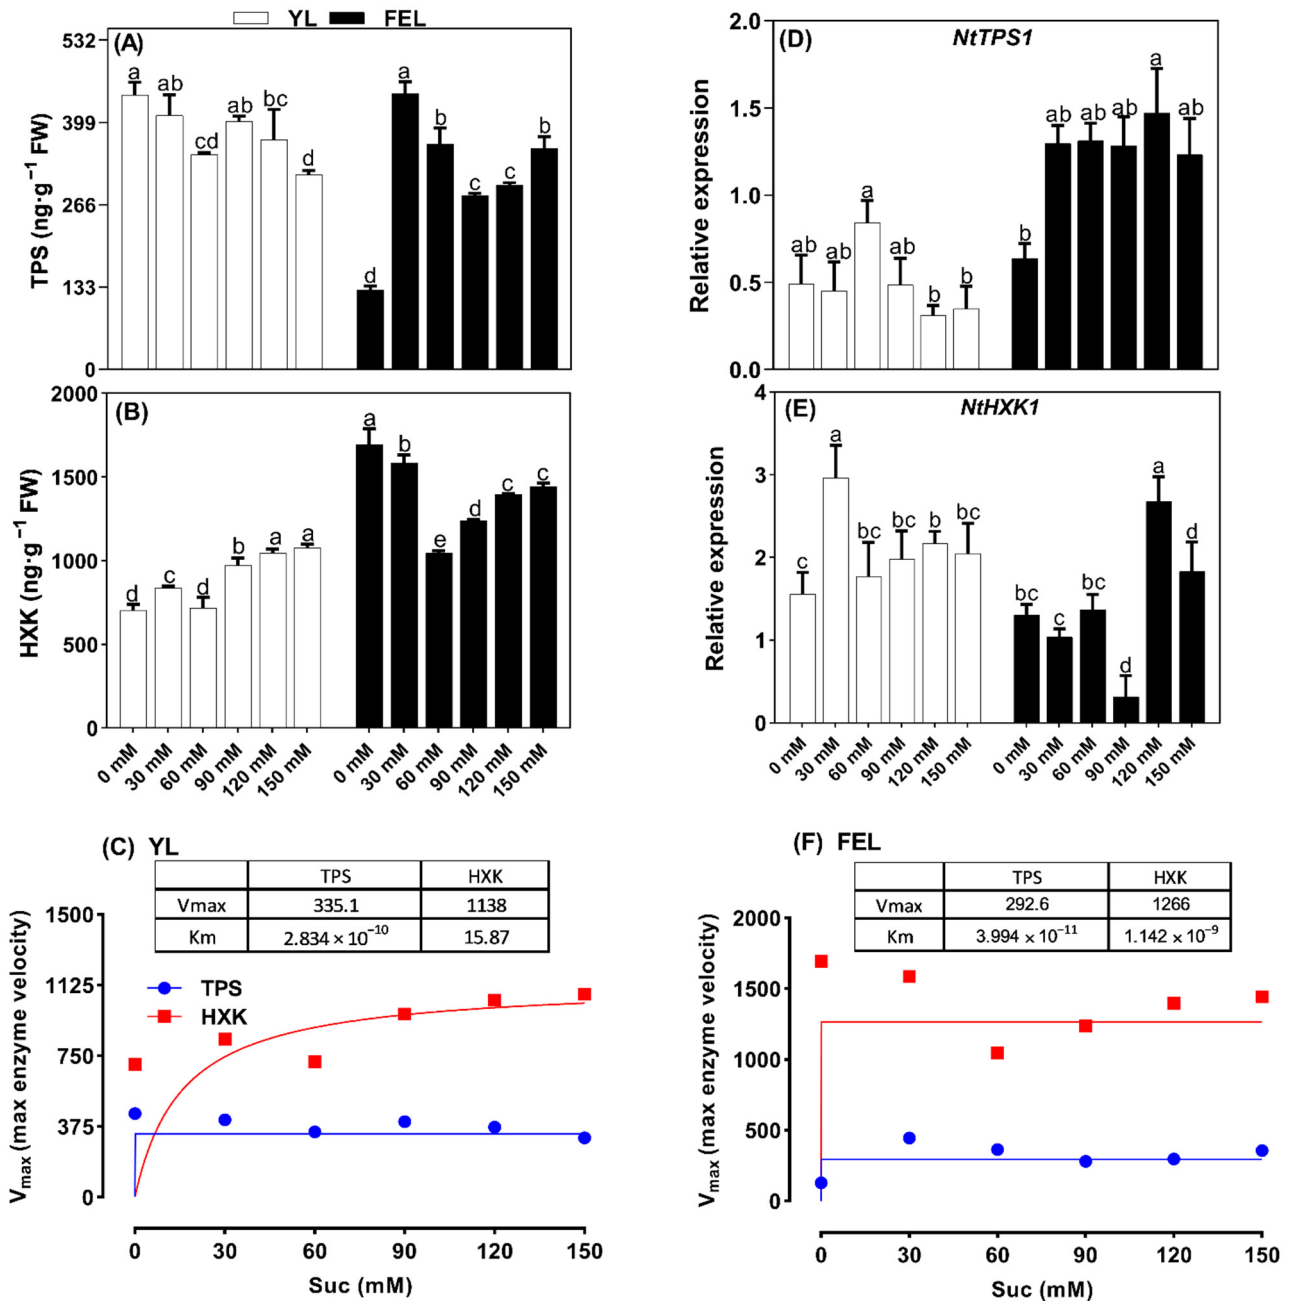 YL FEL
(A)
TPS (ng·g⁻¹ FW)
532
399
266
133
0
a ab cd ab bc d
d a b c c b
(B)
HXK (ng·g⁻¹ FW)
2000
1500
1000
500
0
d c d b a a
a b e d c c
0 mM 30 mM 60 mM 90 mM 120 mM 150 mM
0 mM 30 mM 60 mM 90 mM 120 mM 150 mM
(D) NtTPS1
Relative expression
2.0
1.5
1.0
0.5
0.0
ab ab a ab b b
b ab ab ab a ab
(E) NtHXK1
Relative expression
4
3
2
1
0
c a bc bc b bc
bc c bc d a d
0 mM 30 mM 60 mM 90 mM 120 mM 150 mM
0 mM 30 mM 60 mM 90 mM 120 mM 150 mM
(C) YL
TPS HXK
Vmax 335.1 1138
Km 2.834 × 10⁻¹⁰ 15.87
TPS
HXK
Vmax (max enzyme velocity)
1500
1125
750
375
0
0 30 60 90 120 150
Suc (mM)
(F) FEL
TPS HXK
Vmax 292.6 1266
Km 3.994 × 10⁻¹¹ 1.142 × 10⁻⁹
Vmax (max enzyme velocity)
2000
1500
1000
500
0
0 30 60 90 120 150
Suc (mM)